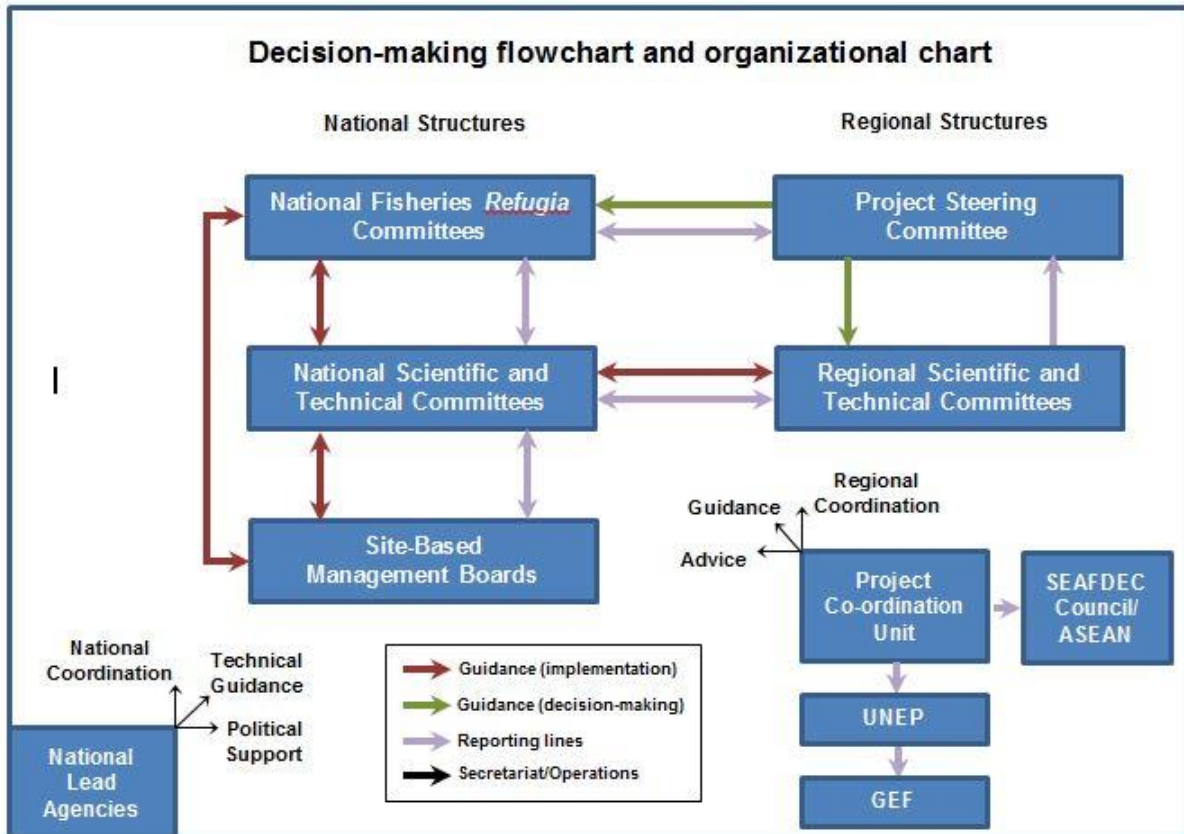 Decision-making flowchart and organizational chart
National Structures
Regional Structures
National Fisheries Refugia
Committees
Project Steering
Committee
National Scientific and
Technical Committees
Regional Scientific and
Technical Committees
Site-Based
Management Boards
Regional
Coordination
Guidance
Advice
Project
Co-ordination
Unit
SEAFDEC
Council/
ASEAN
UNEP
GEF
National
Coordination
Technical
Guidance
Political
Support
National
Lead
Agencies
Guidance (implementation)
Guidance (decision-making)
Reporting lines
Secretariat/Operations